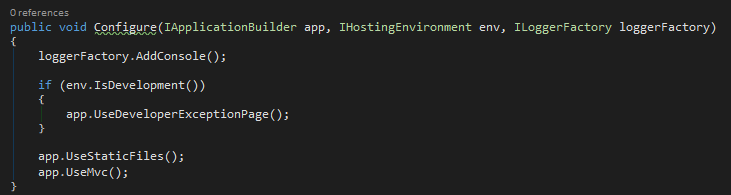 0 references
public void Configure(IApplicationBuilder app, IHostingEnvironment env, ILoggerFactory loggerFactory)
{
    loggerFactory.AddConsole();
    if (env.IsDevelopment())
    {
        app.UseDeveloperExceptionPage();
    }
    app.UseStaticFiles();
    app.UseMvc();
}